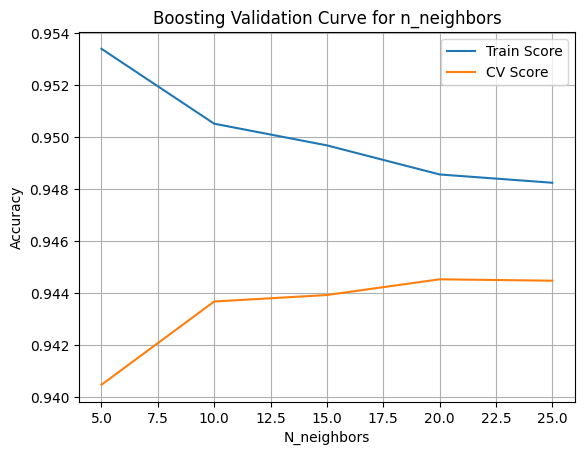 Boosting Validation Curve for n_neighbors
Train Score
CV Score
Accuracy
0.954
0.952
0.950
0.948
0.946
0.944
0.942
0.940
5.0 7.5 10.0 12.5 15.0 17.5 20.0 22.5 25.0
N_neighbors